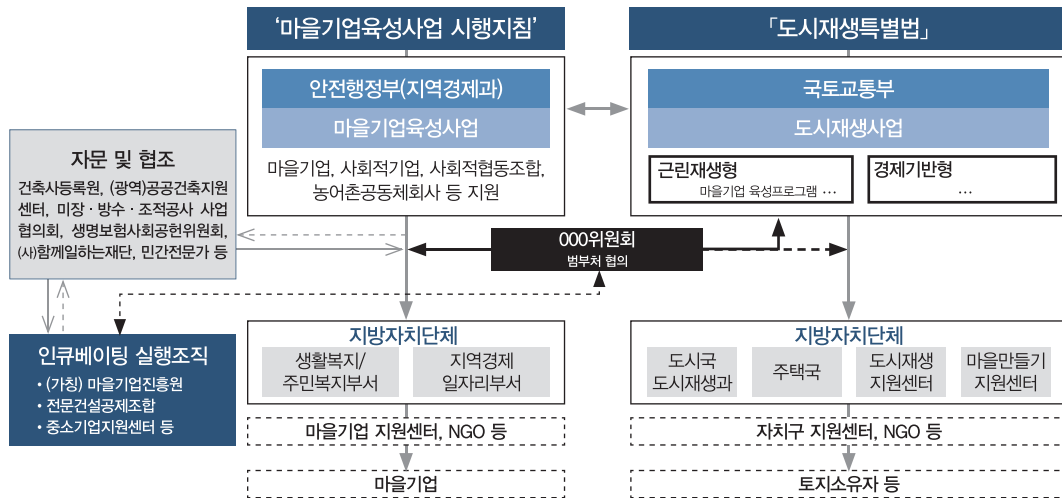 ‘마을기업육성사업 시행지침’
안전행정부(지역경제과)
마을기업육성사업
마을기업, 사회적기업, 사회적협동조합,
농어촌공동체회사 등 지원
「도시재생특별법」
국토교통부
도시재생사업
근린재생형
마을기업 육성프로그램 …
경제기반형
…
자문 및 협조
건축사등록원, (광역)공공건축지원
센터, 미장 · 방수 · 조적공사 사업
협의회, 생명보험사회공헌위원회,
(사)함께일하는재단, 민간전문가 등
000위원회
범부처 협의
인큐베이팅 실행조직
• (가칭) 마을기업진흥원
• 전문건설공제조합
• 중소기업지원센터 등
지방자치단체
생활복지/
주민복지부서
지역경제
일자리부서
마을기업 지원센터, NGO 등
마을기업
지방자치단체
도시국
도시재생과
주택국
도시재생
지원센터
마을만들기
지원센터
자치구 지원센터, NGO 등
토지소유자 등